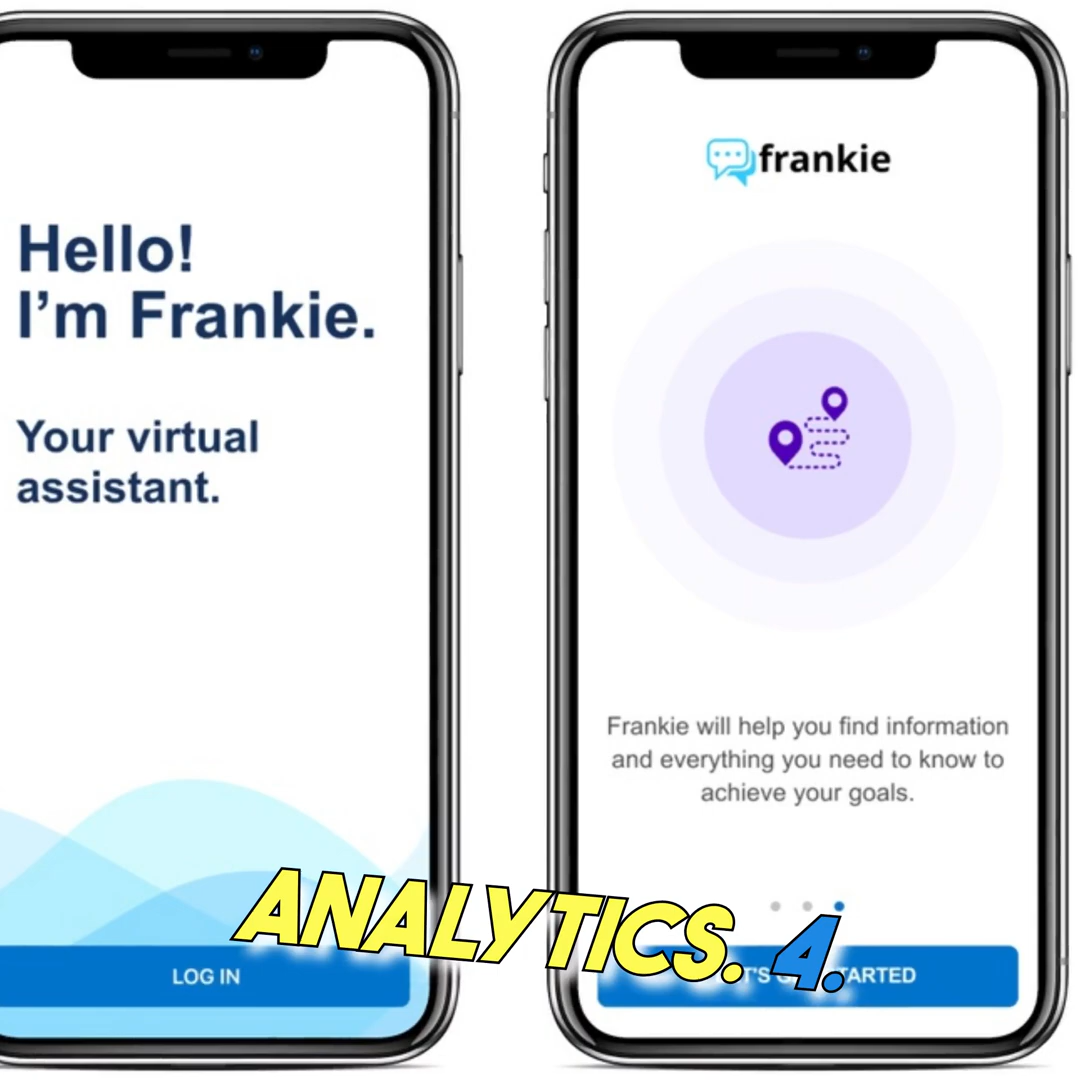 Hello!
I'm Frankie.
Your virtual
assistant.
LOG IN
frankie
Frankie will help you find information
and everything you need to know to
achieve your goals.
ANALYTICS. 4.
STARTED